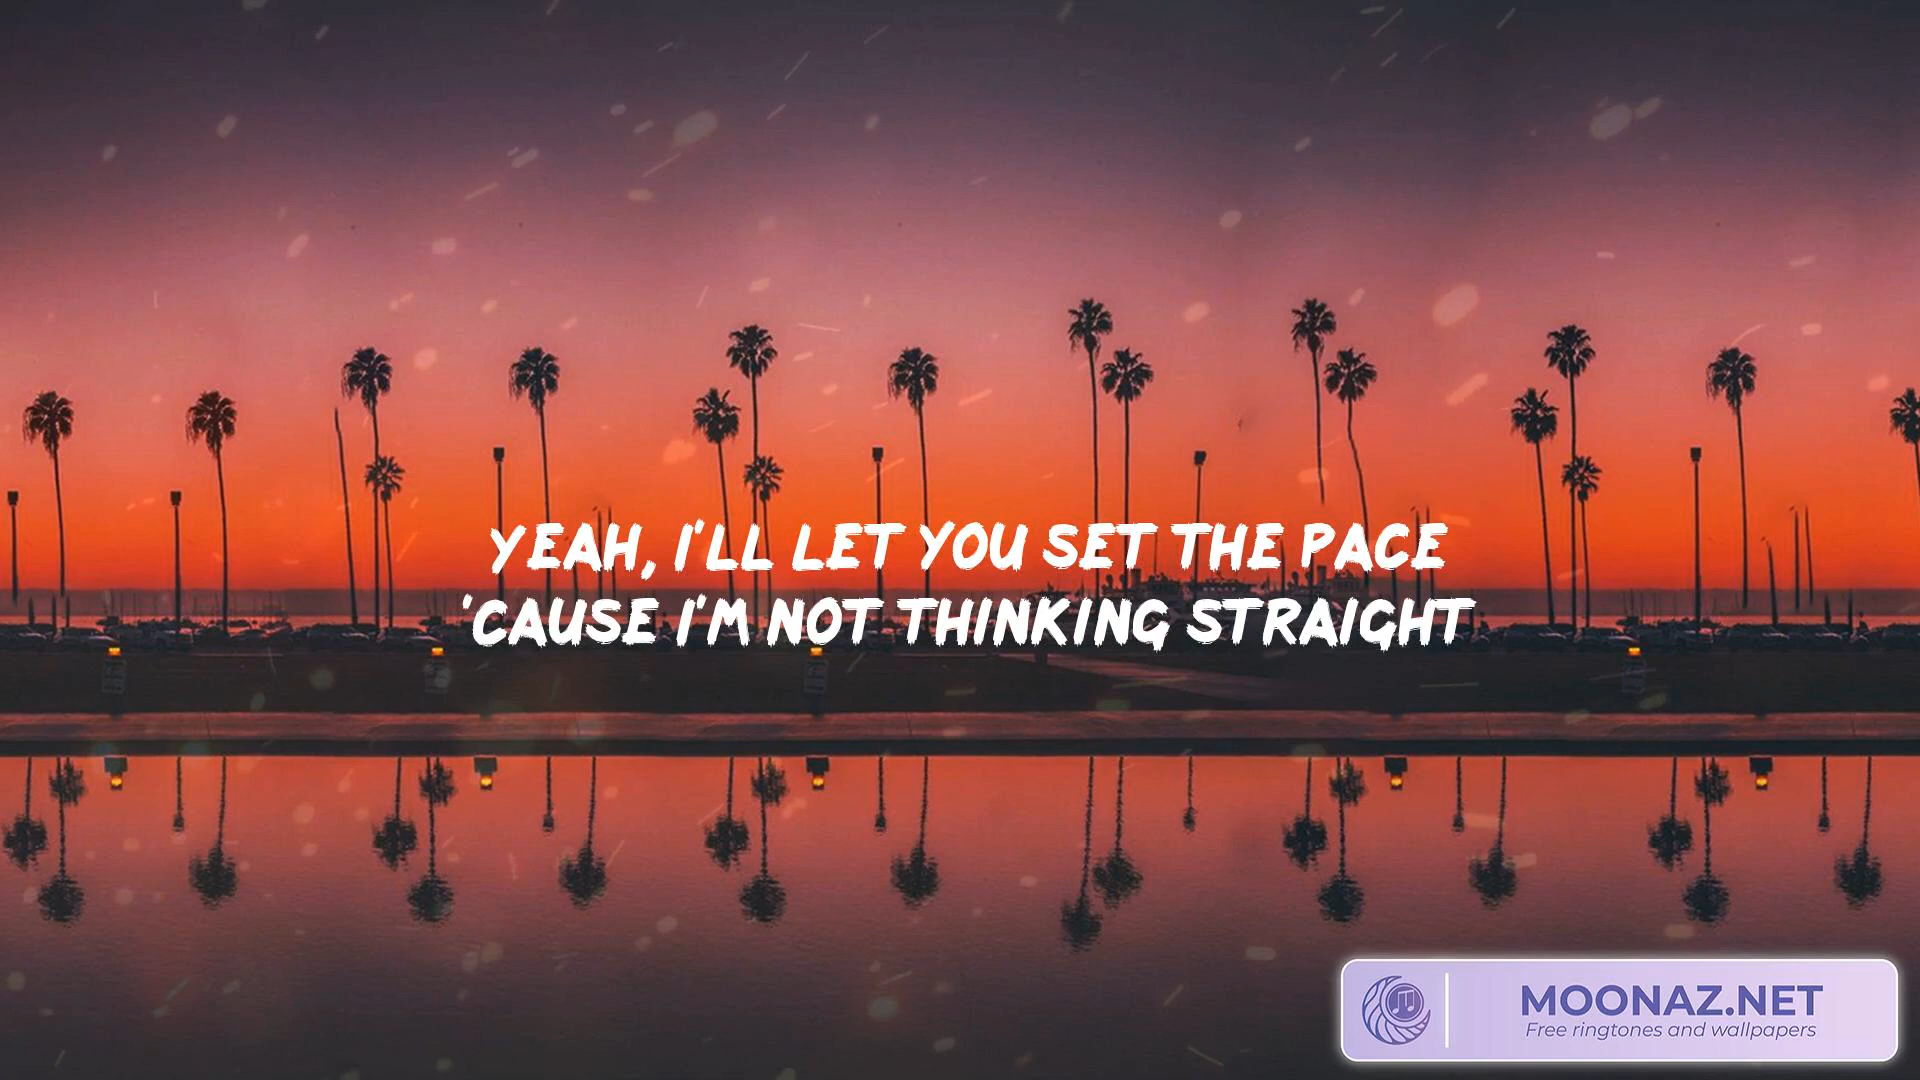 YEAH, I'LL LET YOU SET THE PACE
'CAUSE I'M NOT THINKING STRAIGHT
MOONAZ.NET
Free ringtones and wallpapers